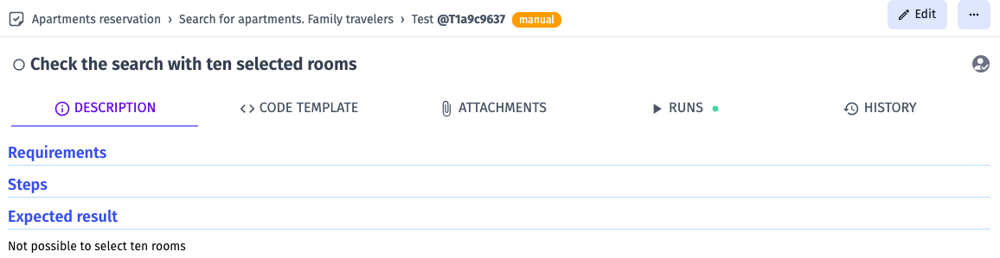 Apartments reservation › Search for apartments. Family travelers › Test @T1a9c9637 manual
Edit ...
Check the search with ten selected rooms
DESCRIPTION CODE TEMPLATE ATTACHMENTS RUNS HISTORY
Requirements
Steps
Expected result
Not possible to select ten rooms